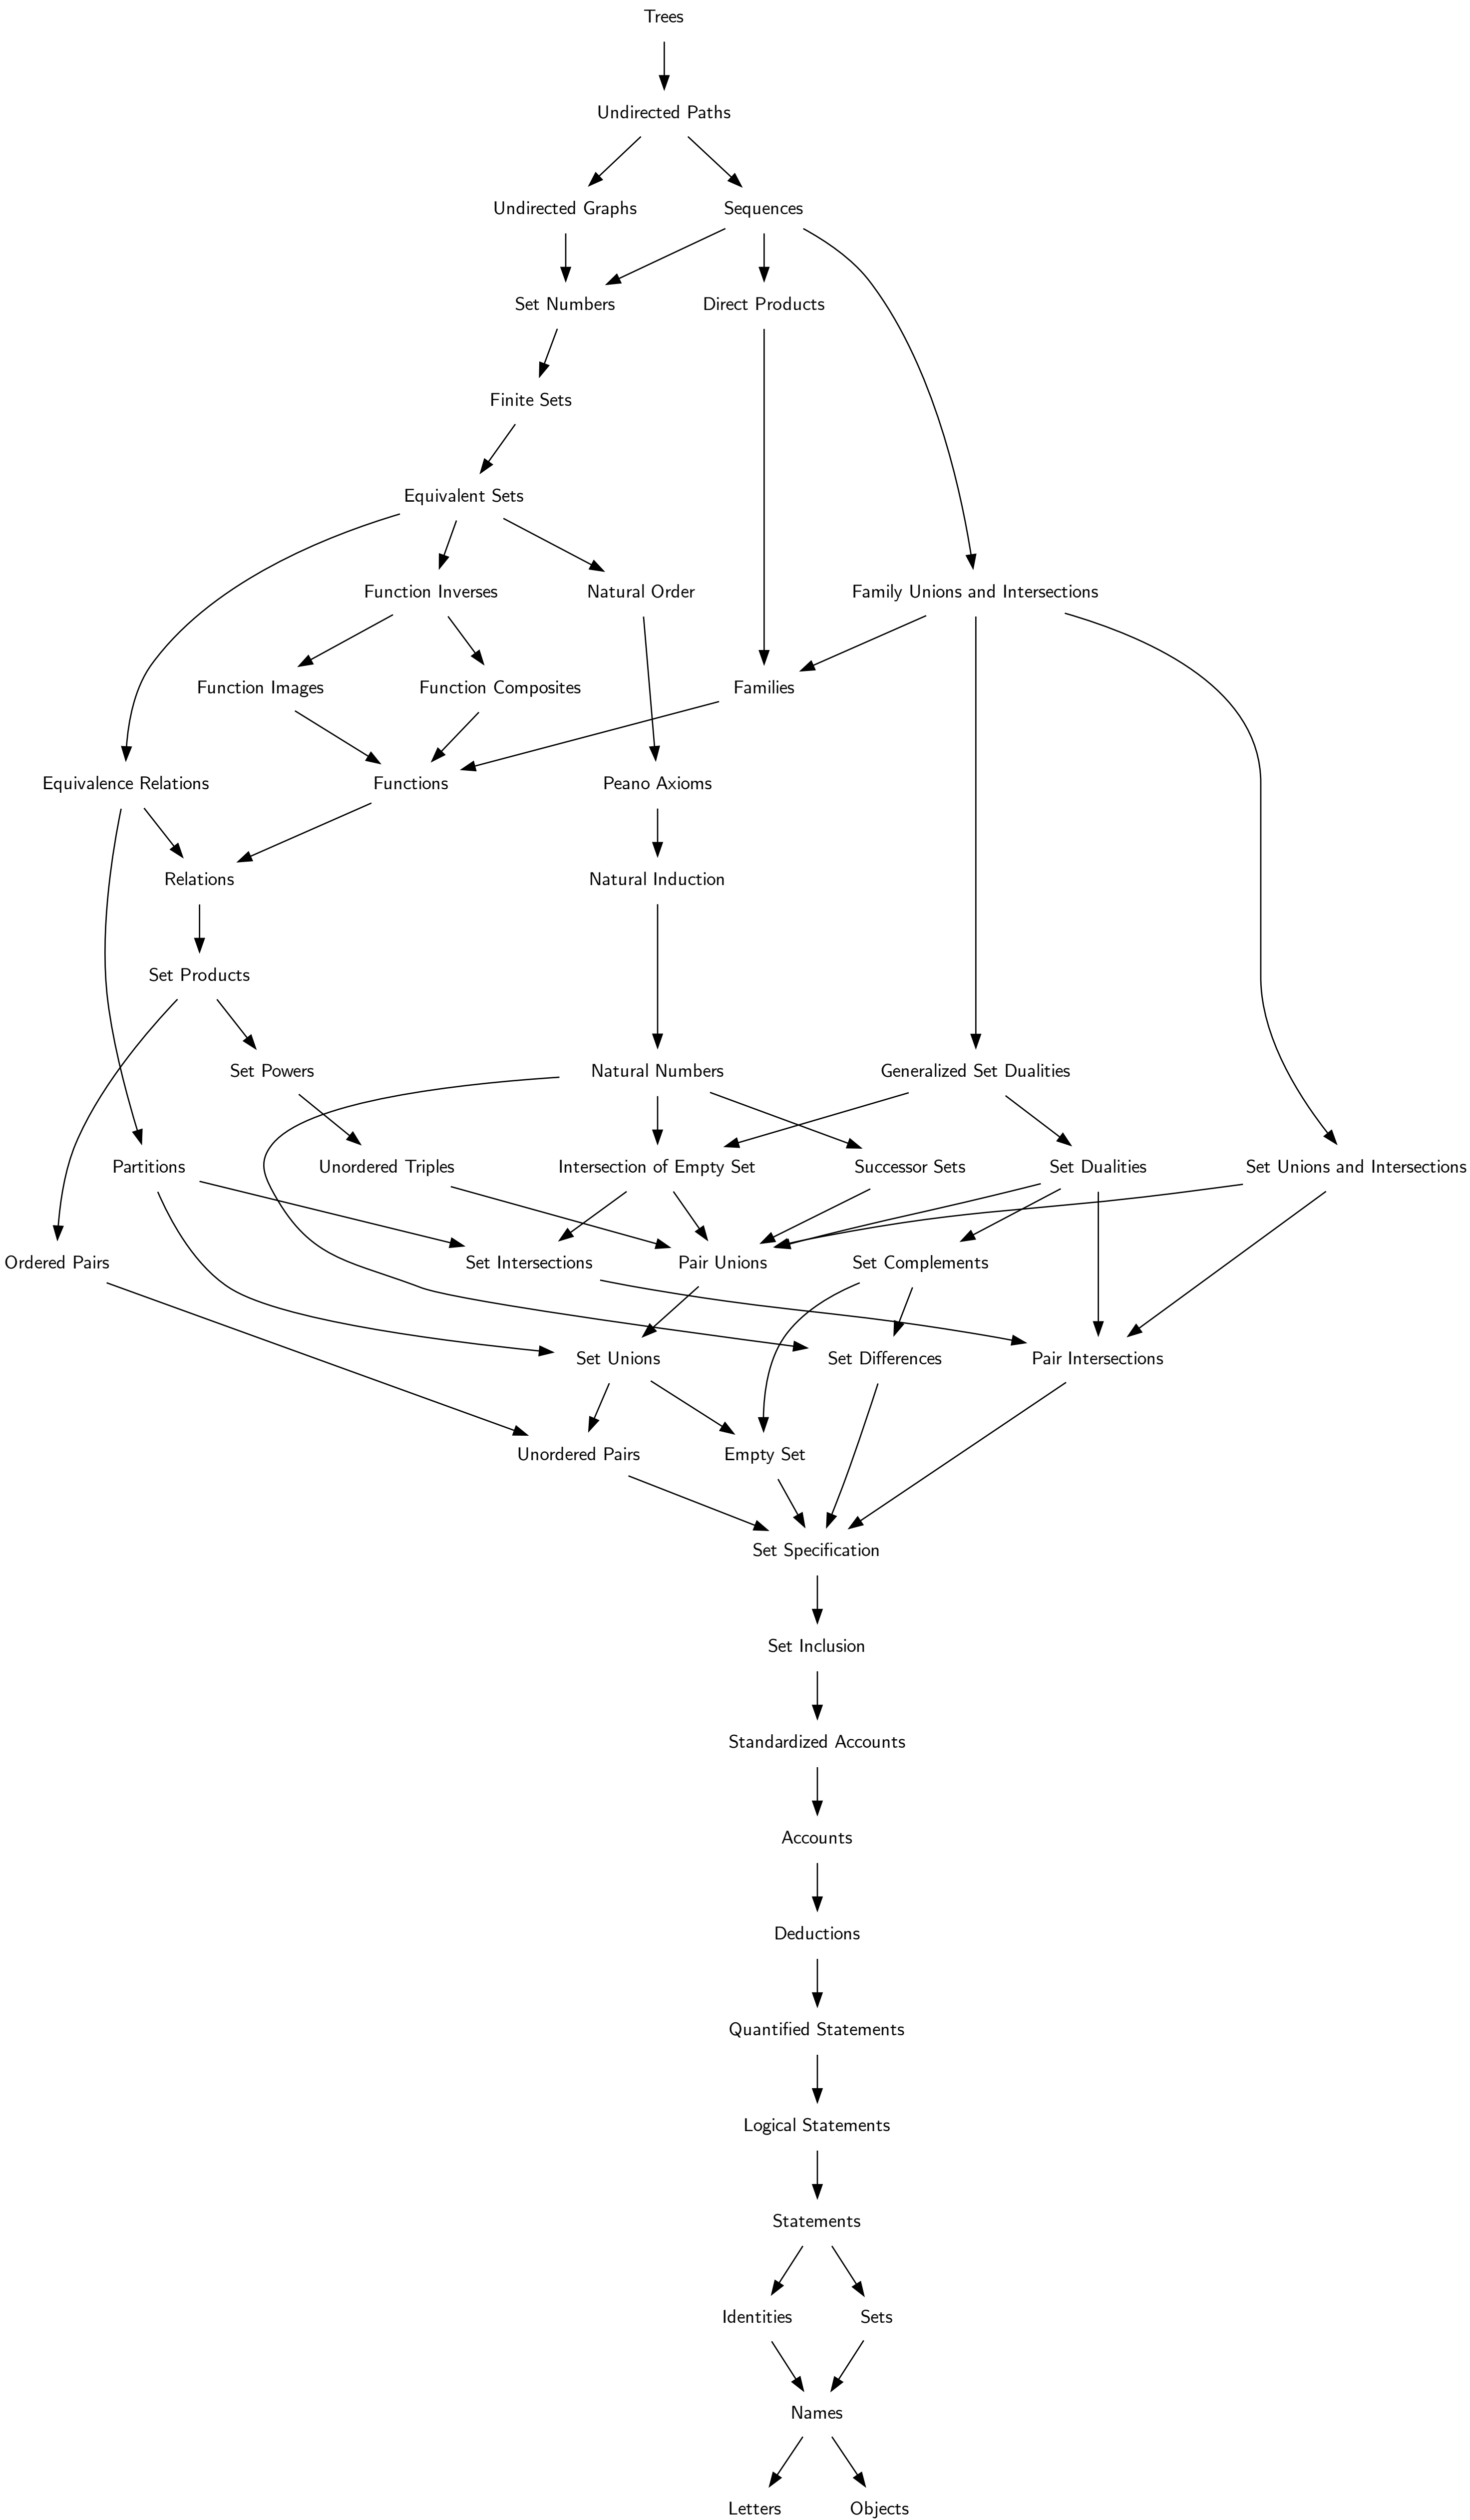 Trees
Undirected Paths
Undirected Graphs
Sequences
Set Numbers
Direct Products
Finite Sets
Equivalent Sets
Function Inverses
Natural Order
Family Unions and Intersections
Function Images
Function Composites
Families
Equivalence Relations
Functions
Peano Axioms
Relations
Natural Induction
Set Products
Set Powers
Natural Numbers
Generalized Set Dualities
Partitions
Unordered Triples
Intersection of Empty Set
Successor Sets
Set Dualities
Set Unions and Intersections
Ordered Pairs
Set Intersections
Pair Unions
Set Complements
Set Unions
Set Differences
Pair Intersections
Unordered Pairs
Empty Set
Set Specification
Set Inclusion
Standardized Accounts
Accounts
Deductions
Quantified Statements
Logical Statements
Statements
Identities
Sets
Names
Letters
Objects